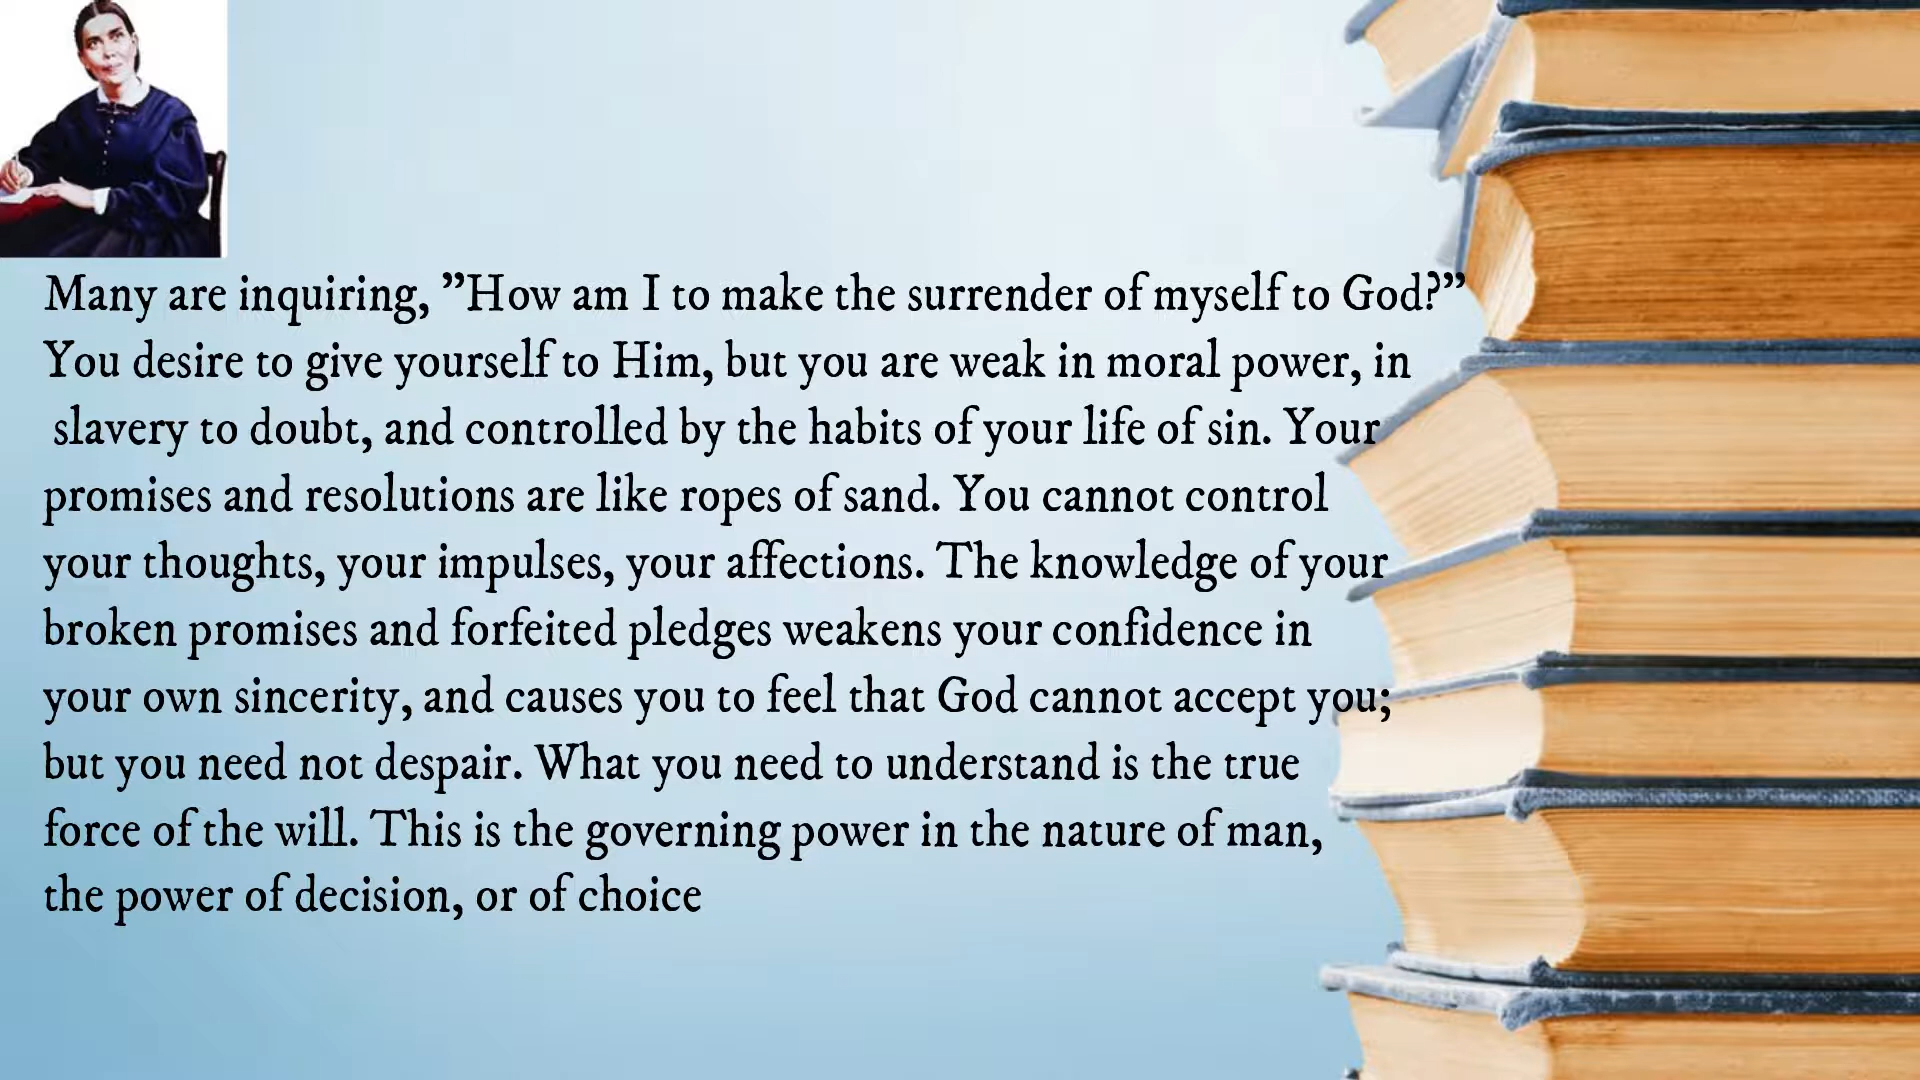 Many are inquiring, "How am I to make the surrender of myself to God?"
You desire to give yourself to Him, but you are weak in moral power, in
slavery to doubt, and controlled by the habits of your life of sin. Your
promises and resolutions are like ropes of sand. You cannot control
your thoughts, your impulses, your affections. The knowledge of your
broken promises and forfeited pledges weakens your confidence in
your own sincerity, and causes you to feel that God cannot accept you;
but you need not despair. What you need to understand is the true
force of the will. This is the governing power in the nature of man,
the power of decision, or of choice